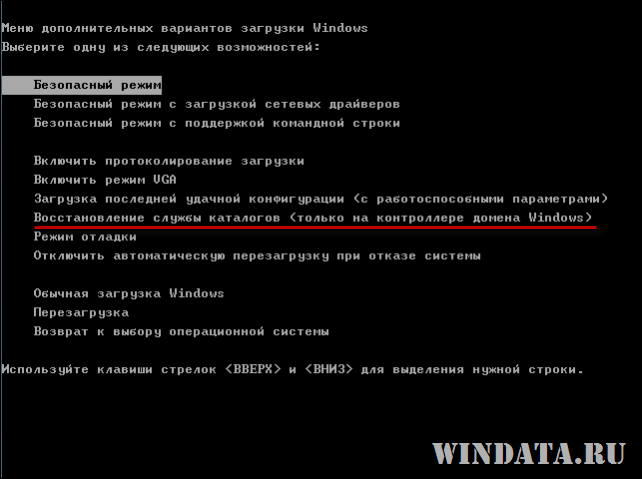 Меню дополнительных вариантов загрузки Windows
Выберите одну из следующих возможностей:
Безопасный режим
Безопасный режим с загрузкой сетевых драйверов
Безопасный режим с поддержкой командной строки
Включить протоколирование загрузки
Включить режим VGA
Загрузка последней удачной конфигурации (с работоспособными параметрами)
Восстановление службы каталогов (только на контроллере домена Windows)
Режим отладки
Отключить автоматическую перезагрузку при отказе системы
Обычная загрузка Windows
Перезагрузка
Возврат к выбору операционной системы
Используйте клавиши стрелок <ВВЕРХ> и <ВНИЗ> для выделения нужной строки.
WINDATA.RU